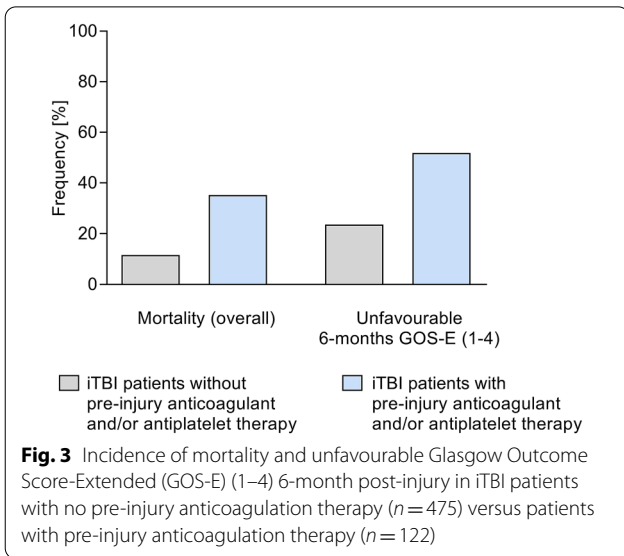 100
80
60
40
20
0
Frequency [%]
Mortality (overall)
Unfavourable
6-months GOS-E (1-4)
iTBI patients without
pre-injury anticoagulant
and/or antiplatelet therapy
iTBI patients with
pre-injury anticoagulant
and/or antiplatelet therapy
Fig. 3 Incidence of mortality and unfavourable Glasgow Outcome
Score-Extended (GOS-E) (1–4) 6-month post-injury in iTBI patients
with no pre-injury anticoagulation therapy (n = 475) versus patients
with pre-injury anticoagulation therapy (n = 122)